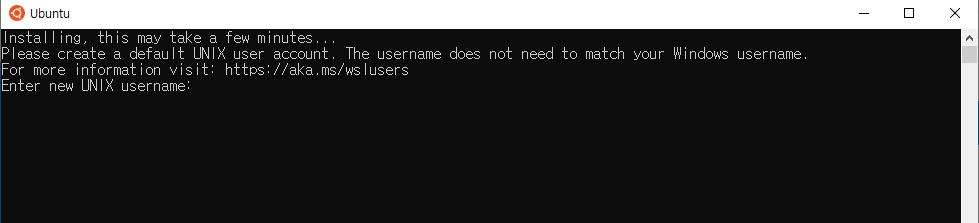 Ubuntu
Installing, this may take a few minutes...
Please create a default UNIX user account. The username does not need to match your Windows username.
For more information visit: https://aka.ms/wslusers
Enter new UNIX username: